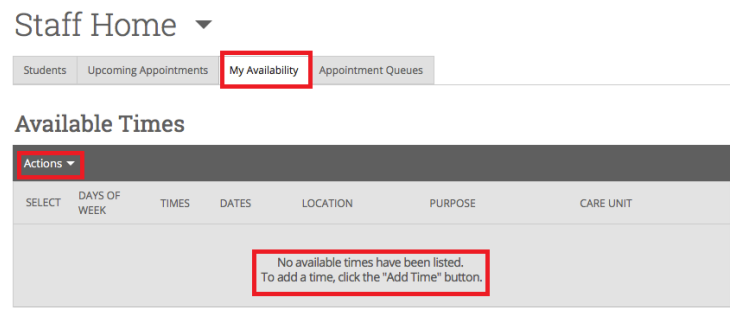 Staff Home
Students Upcoming Appointments My Availability Appointment Queues
Available Times
Actions
SELECT DAYS OF WEEK TIMES DATES LOCATION PURPOSE CARE UNIT
No available times have been listed.
To add a time, click the "Add Time" button.